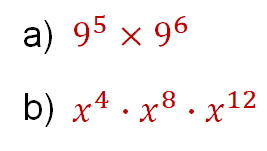 a) 9⁵ × 9⁶
b) x⁴ · x⁸ · x¹²